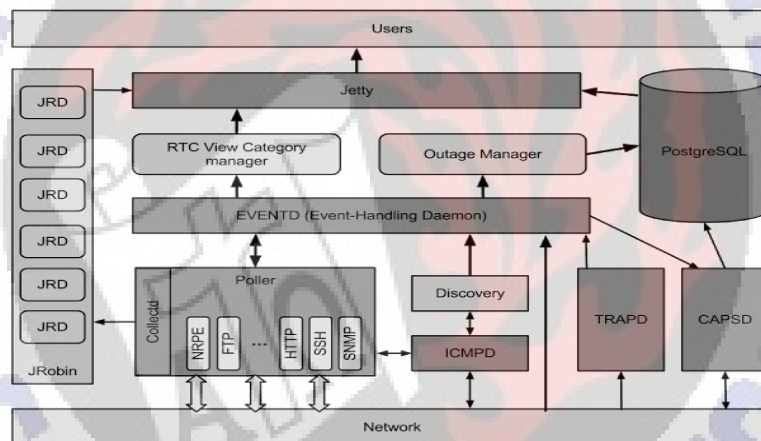 Users
Jetty
JRD
JRD
JRD
JRD
JRD
JRD
JRobin
RTC View Category
manager
Outage Manager
PostgreSQL
EVENTD (Event-Handling Daemon)
Collectd
Poller
NRPE
FTP
...
HTTP
SSH
SNMP
Discovery
ICMPD
TRAPD
CAPSD
Network